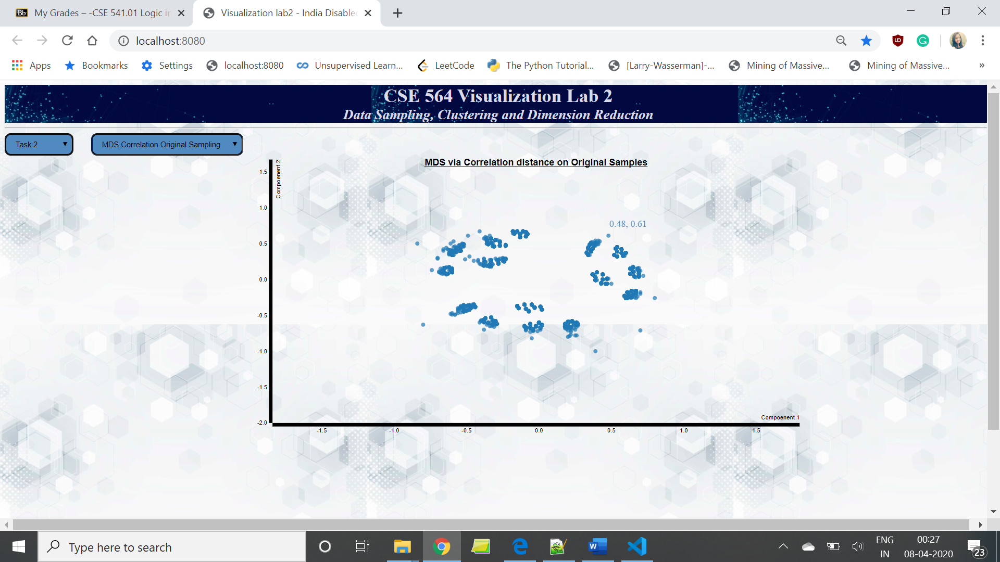 My Grades – -CSE 541.01 Logic in
Visualization lab2 - India Disabled
localhost:8080
Apps
Bookmarks
Settings
localhost:8080
Unsupervised Learn...
LeetCode
The Python Tutorial...
[Larry-Wasserman]-...
Mining of Massive...
Mining of Massive...
»
CSE 564 Visualization Lab 2
Data Sampling, Clustering and Dimension Reduction
Task 2
MDS Correlation Original Sampling
MDS via Correlation distance on Original Samples
Compoenent 2
1.5
1.0
0.5
0.0
-0.5
-1.0
-1.5
-2.0
0.48, 0.61
Compoenent 1
-1.5
-1.0
-0.5
0.0
0.5
1.0
1.5
Type here to search
ENG
IN
00:27
08-04-2020
23